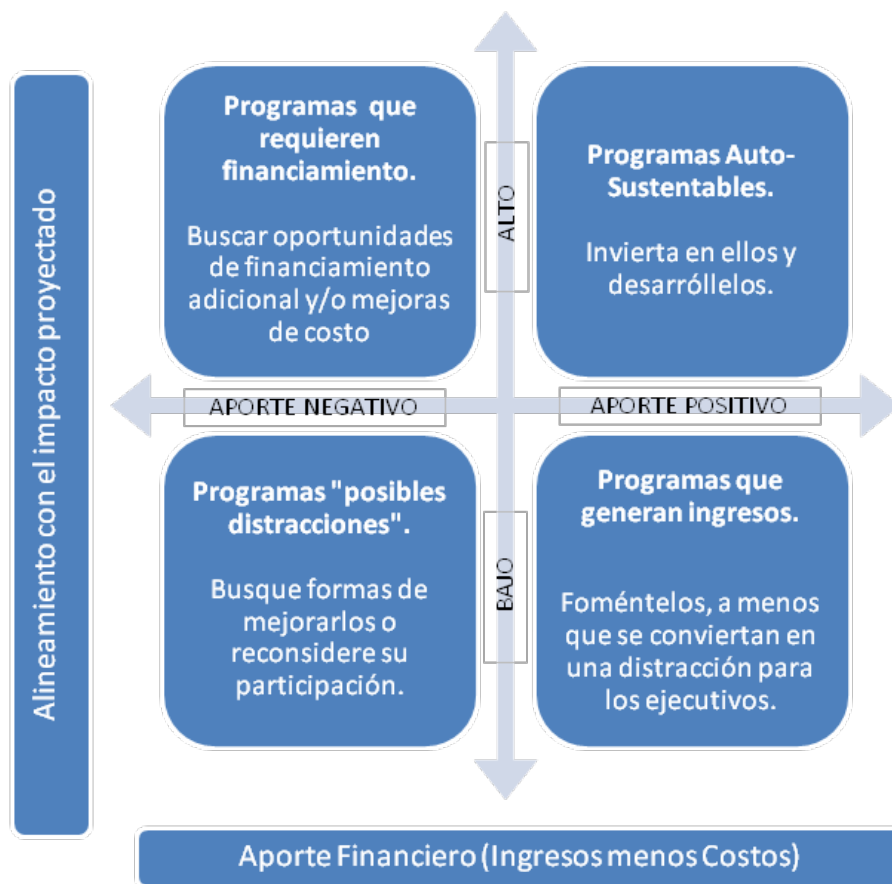 Alineamiento con el impacto proyectado
Programas que
requieren
financiamiento.
Buscar oportunidades
de financiamiento
adicional y/o mejoras
de costo
ALTO
Programas Auto-
Sustentables.
Invierta en ellos y
desarróllelos.
APORTE NEGATIVO
APORTE POSITIVO
Programas "posibles
distracciones".
Busque formas de
mejorarlos o
reconsidere su
participación.
BAJO
Programas que
generan ingresos.
Foméntelos, a menos
que se conviertan en
una distracción para
los ejecutivos.
Aporte Financiero (Ingresos menos Costos)